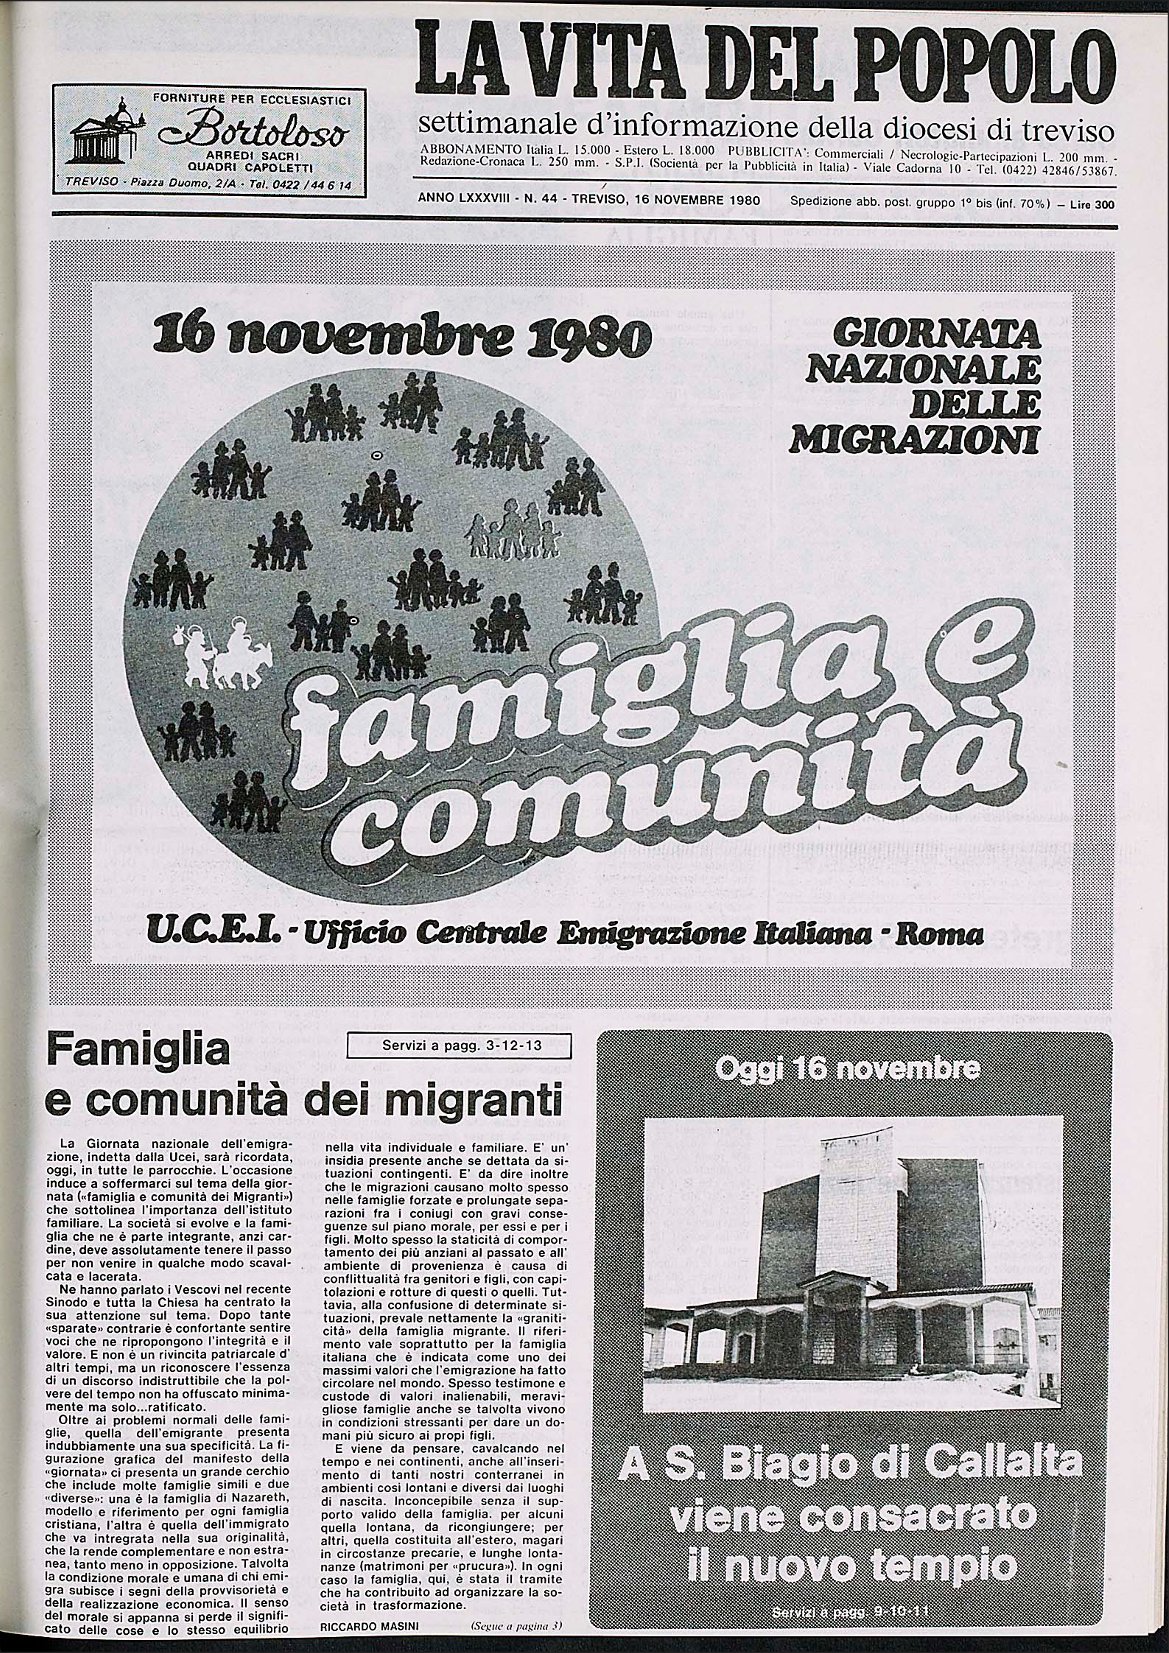 LA VITA DEL POPOLO
FORNITURE PER ECCLESIASTICI
Bortoloso
ARREDI SACRI
QUADRI CAPOLETTI
TREVISO - Piazza Duomo, 2/A - Tel. 0422 / 44 6 14
settimanale d'informazione della diocesi di treviso
ABBONAMENTO Italia L. 15.000 - Estero L. 18.000 PUBBLICITA': Commerciali / Necrologie-Partecipazioni L. 200 mm. -
Redazione-Cronaca L. 250 mm. - S.P.I. (Socientà per la Pubblicità in Italia) - Viale Cadorna 10 - Tel. (0422) 42846/53867.
ANNO LXXXVIII - N. 44 - TREVISO, 16 NOVEMBRE 1980 Spedizione abb. post. gruppo 1° bis (inf. 70%) — Lire 300
16 novembre 1980
GIORNATA
NAZIONALE
DELLE
MIGRAZIONI
famiglia e
comunità
U.C.E.I. - Ufficio Centrale Emigrazione Italiana - Roma
Famiglia
Servizi a pagg. 3-12-13
e comunità dei migranti
La Giornata nazionale dell'emigra-
zione, indetta dalla Ucei, sarà ricordata,
oggi, in tutte le parrocchie. L'occasione
induce a soffermarci sul tema della gior-
nata («famiglia e comunità dei Migranti»)
che sottolinea l'importanza dell'istituto
familiare. La società si evolve e la fami-
glia che ne è parte integrante, anzi car-
dine, deve assolutamente tenere il passo
per non venire in qualche modo scaval-
cata e lacerata.
Ne hanno parlato i Vescovi nel recente
Sinodo e tutta la Chiesa ha centrato la
sua attenzione sul tema. Dopo tante
«sparate» contrarie è confortante sentire
voci che ne ripropongono l'integrità e il
valore. E non è un rivincita patriarcale d'
altri tempi, ma un riconoscere l'essenza
di un discorso indistruttibile che la pol-
vere del tempo non ha offuscato minima-
mente ma solo...ratificato.
Oltre ai problemi normali delle fami-
glie, quella dell'emigrante presenta
indubbiamente una sua specificità. La fi-
gurazione grafica del manifesto della
«giornata» ci presenta un grande cerchio
che include molte famiglie simili e due
«diverse»: una è la famiglia di Nazareth,
modello e riferimento per ogni famiglia
cristiana, l'altra è quella dell'immigrato
che va intregrata nella sua originalità,
che la rende complementare e non estra-
nea, tanto meno in opposizione. Talvolta
la condizione morale e umana di chi emi-
gra subisce i segni della provvisorietà e
della realizzazione economica. Il senso
del morale si appanna si perde il signifi-
cato delle cose e lo stesso equilibrio
nella vita individuale e familiare. E' un'
insidia presente anche se dettata da si-
tuazioni contingenti. E' da dire inoltre
che le migrazioni causano molto spesso
nelle famiglie forzate e prolungate sepa-
razioni fra i coniugi con gravi conse-
guenze sul piano morale, per essi e per i
figli. Molto spesso la staticità di compor-
tamento dei più anziani al passato e all'
ambiente di provenienza è causa di
conflittualità fra genitori e figli, con capi-
tolazioni e rotture di questi o quelli. Tut-
tavia, alla confusione di determinate si-
tuazioni, prevale nettamente la «graniti-
cità» della famiglia migrante. Il riferi-
mento vale soprattutto per la famiglia
italiana che è indicata come uno dei
massimi valori che l'emigrazione ha fatto
circolare nel mondo. Spesso testimone e
custode di valori inalienabili, meravi-
gliose famiglie anche se talvolta vivono
in condizioni stressanti per dare un do-
mani più sicuro ai propi figli.
E viene da pensare, cavalcando nel
tempo e nei continenti, anche all'inseri-
mento di tanti nostri conterranei in
ambienti così lontani e diversi dai luoghi
di nascita. Inconcepibile senza il sup-
porto valido della famiglia. per alcuni
quella lontana, da ricongiungere; per
altri, quella costituita all'estero, magari
in circostanze precarie, e lunghe lonta-
nanze (matrimoni per «prucura»). In ogni
caso la famiglia, qui, è stata il tramite
che ha contribuito ad organizzare la so-
cietà in trasformazione.
RICCARDO MASINI (Segue a pagina 3)
Oggi 16 novembre
A S. Biagio di Callalta
viene consacrato
il nuovo tempio
Servizi a pagg. 9-10-11